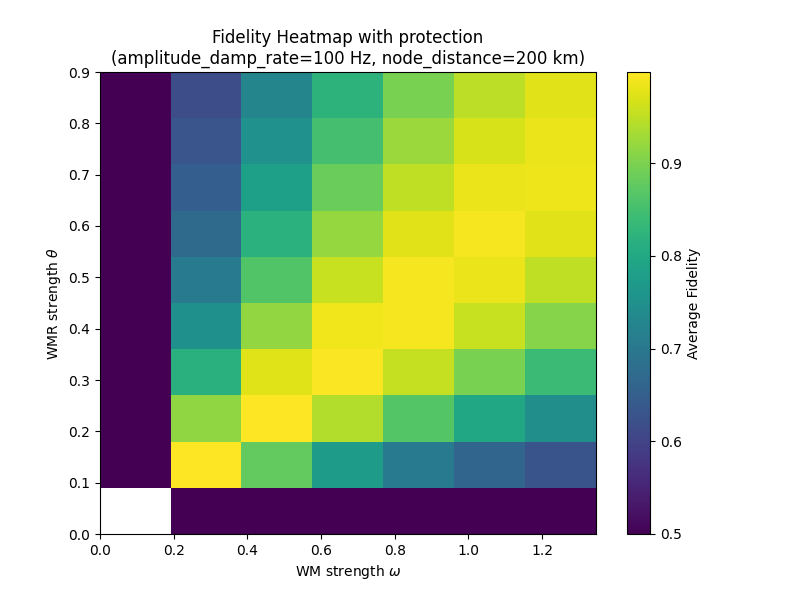 Fidelity Heatmap with protection
(amplitude_damp_rate=100 Hz, node_distance=200 km)
0.9
0.8
0.7
0.6
0.5
0.4
0.3
0.2
0.1
0.0
WMR strength θ
0.0 0.2 0.4 0.6 0.8 1.0 1.2
WM strength ω
0.9
0.8
0.7
0.6
0.5
Average Fidelity